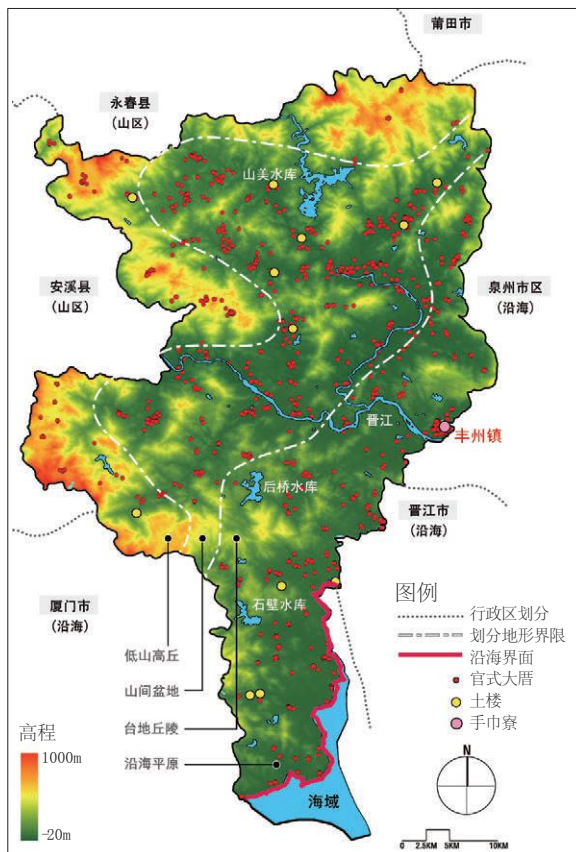 莆田市
永春县
(山区)
山美水库
安溪县
(山区)
泉州市区
(沿海)
晋江
丰州镇
后桥水库
晋江市
(沿海)
厦门市
(沿海)
石壁水库
低山高丘
山间盆地
台地丘陵
沿海平原
海域
高程
1000m
-20m
图例
行政区划分
划分地形界限
沿海界面
官式大厝
土楼
手巾寮
N
0 2.5KM 5KM 10KM